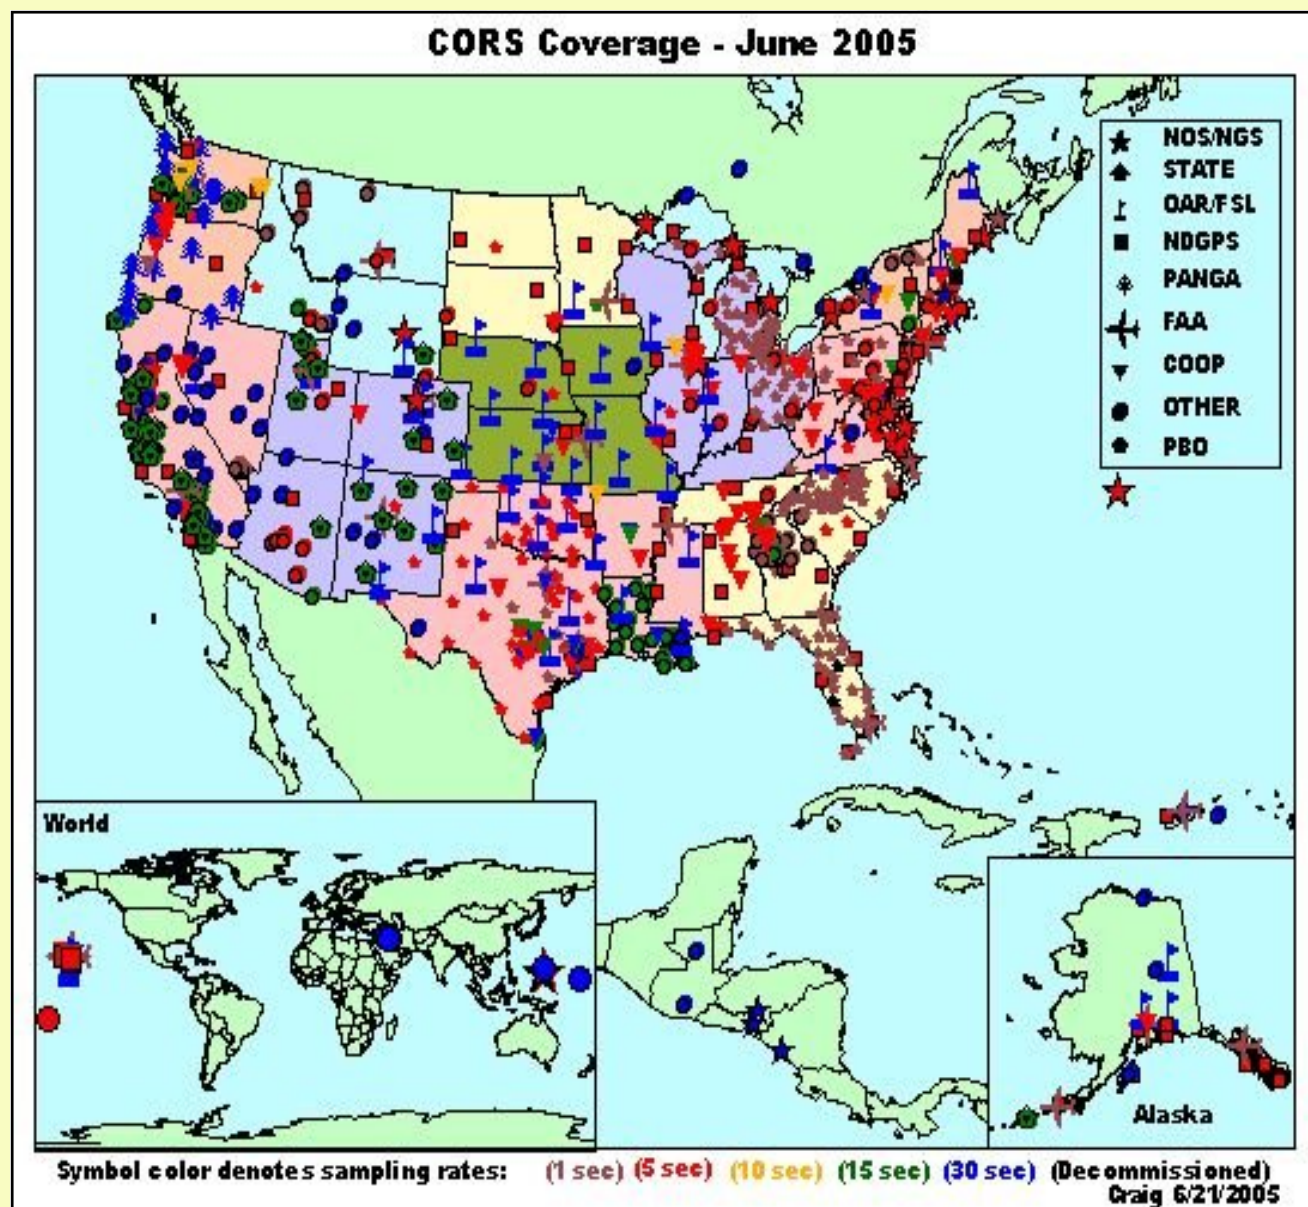 CORS Coverage - June 2005
NOS/NGS
STATE
OAR/FSL
NDGPS
PANGA
FAA
COOP
OTHER
PBO
World
Alaska
Symbol color denotes sampling rates: (1 sec) (5 sec) (10 sec) (15 sec) (30 sec) (Decommissioned)
Craig 6/21/2005